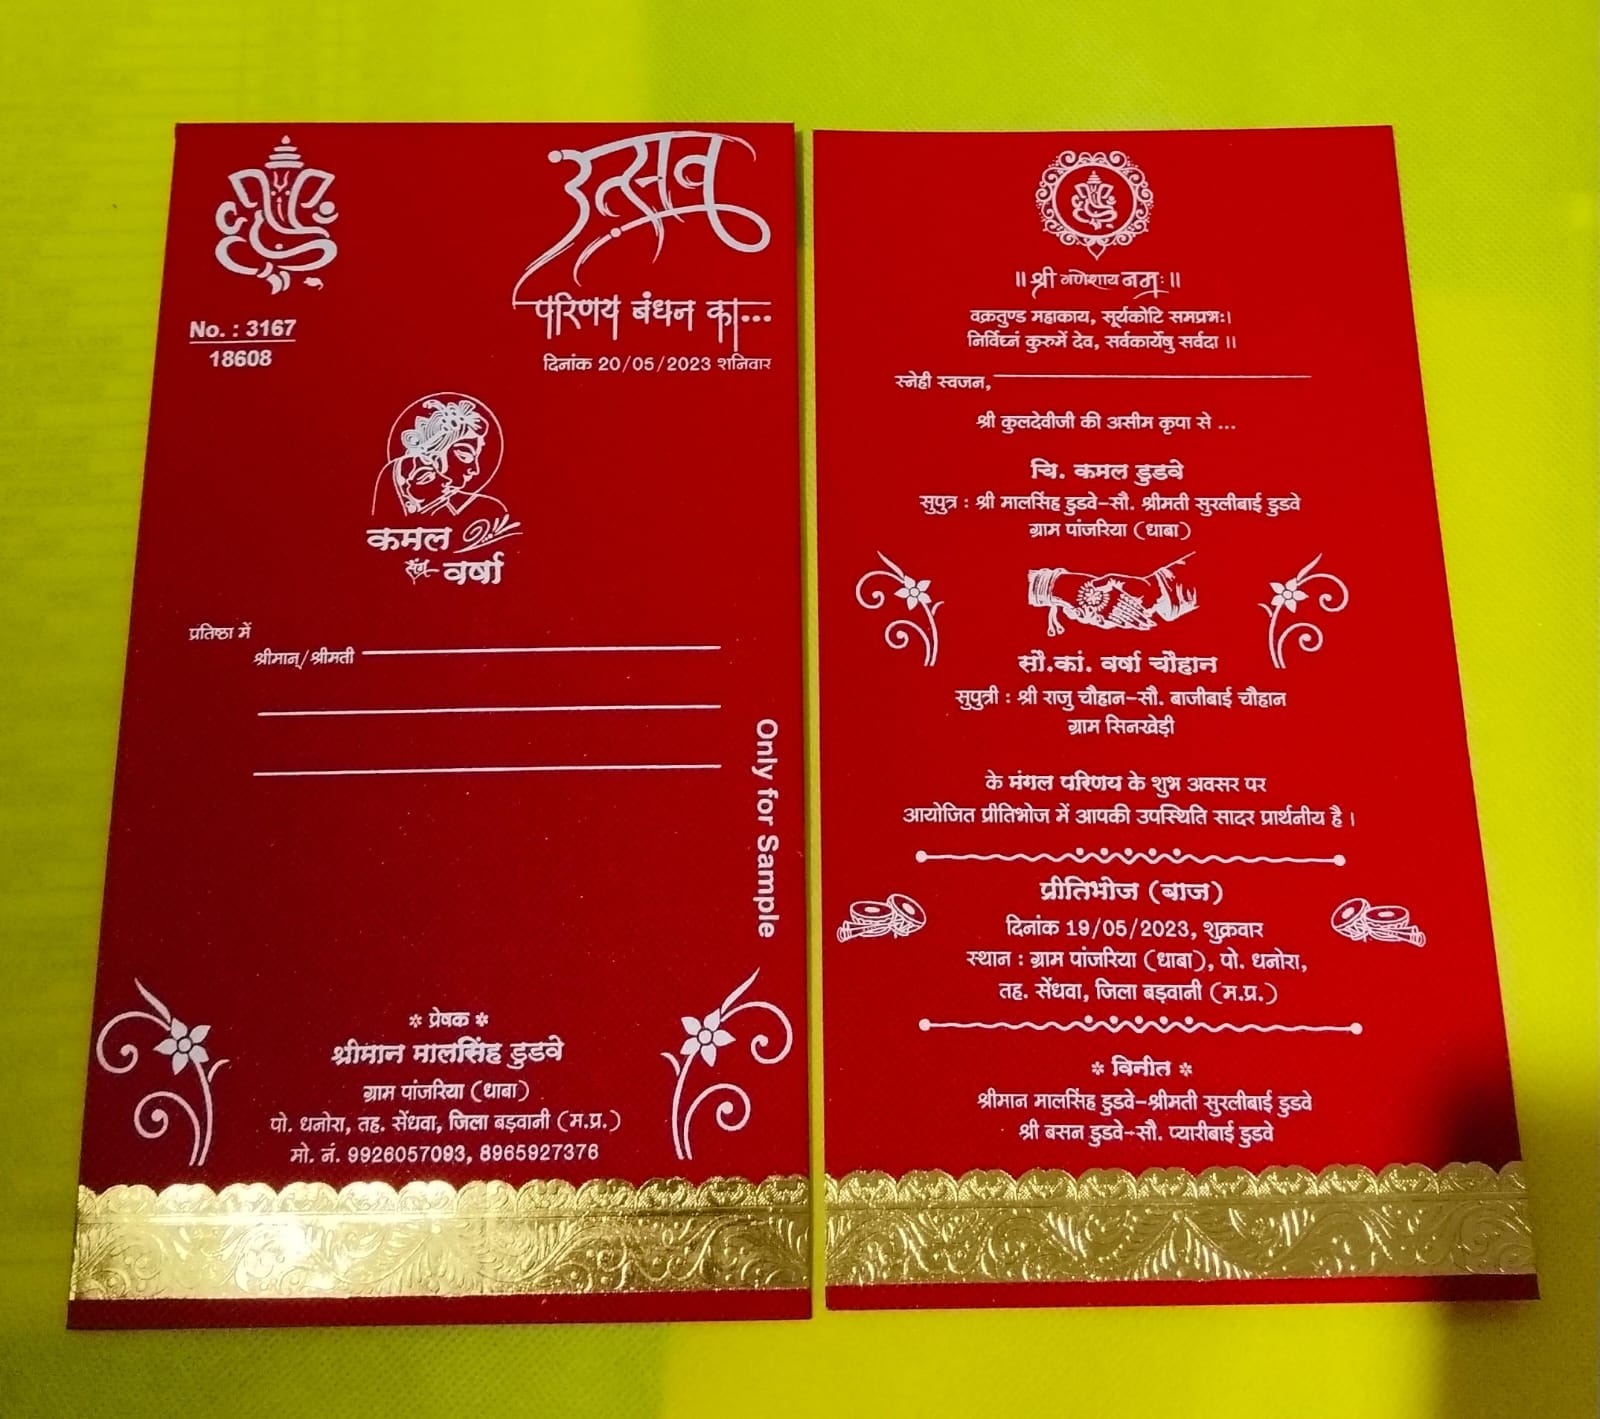 उत्सव
परिणय बंधन का...
दिनांक 20/05/2023 शनिवार
No. : 3167
18608
कमल
संग वर्षा
प्रतिष्ठा में
श्रीमान्/श्रीमती
Only for Sample
* प्रेषक *
श्रीमान मालसिंह डुडवे
ग्राम पांजरिया (धाबा)
पो. धनोरा, तह. सेंधवा, जिला बड़वानी (म.प्र.)
मो. नं. 9926057093, 8965927376
॥ श्री गणेशाय नमः ॥
वक्रतुण्ड महाकाय, सूर्यकोटि समप्रभः।
निर्विघ्नं कुरुमें देव, सर्वकार्येषु सर्वदा ।।
स्नेही स्वजन,
श्री कुलदेवीजी की असीम कृपा से ...
चि. कमल डुडवे
सुपुत्र : श्री मालसिंह डुडवे-सौ. श्रीमती सुरलीबाई डुडवे
ग्राम पांजरिया (धाबा)
सौ.कां. वर्षा चौहान
सुपुत्री : श्री राजु चौहान-सौ. बाजीबाई चौहान
ग्राम सिनखेड़ी
के मंगल परिणय के शुभ अवसर पर
आयोजित प्रीतिभोज में आपकी उपस्थिति सादर प्रार्थनीय है।
प्रीतिभोज (बाज)
दिनांक 19/05/2023, शुक्रवार
स्थान : ग्राम पांजरिया (धाबा), पो. धनोरा,
तह. सेंधवा, जिला बड़वानी (म.प्र.)
* विनीत *
श्रीमान मालसिंह डुडवे-श्रीमती सुरलीबाई डुडवे
श्री बसन डुडवे-सौ. प्यारीबाई डुडवे